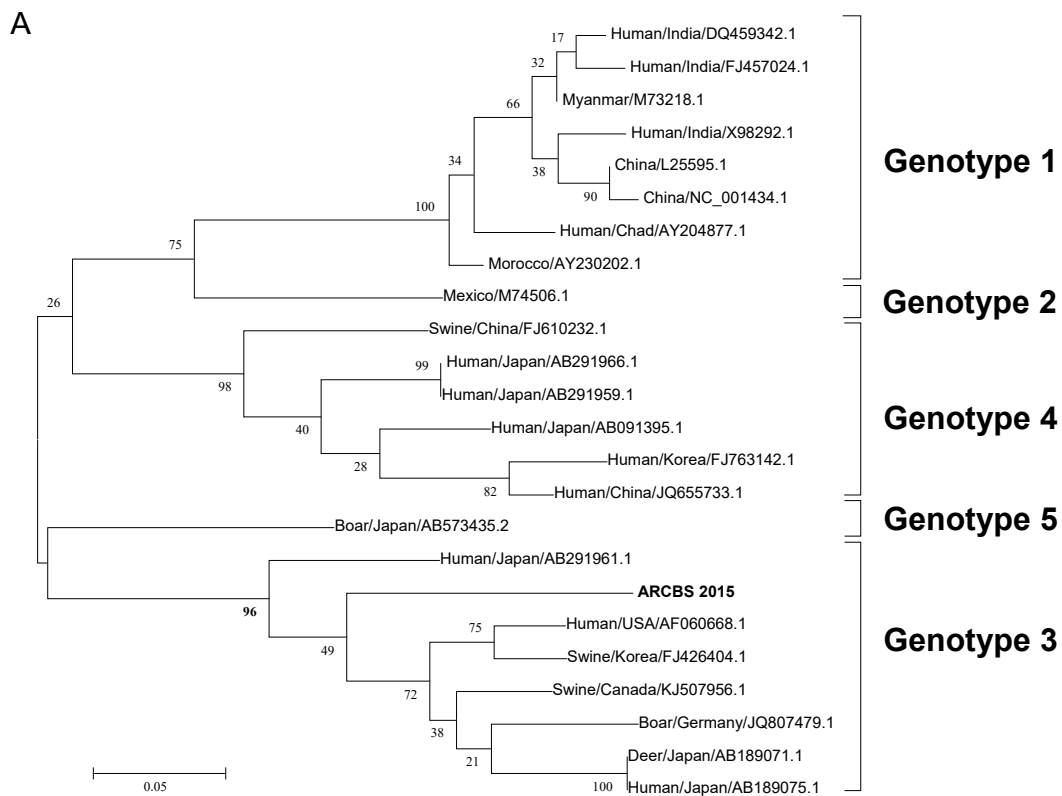 A
17
Human/India/DQ459342.1
Human/India/FJ457024.1
32
Myanmar/M73218.1
66
Human/India/X98292.1
38
China/L25595.1
90
China/NC_001434.1
34
Human/Chad/AY204877.1
100
Morocco/AY230202.1
Genotype 1
75
Mexico/M74506.1
Genotype 2
26
Swine/China/FJ610232.1
98
99
Human/Japan/AB291966.1
Human/Japan/AB291959.1
40
Human/Japan/AB091395.1
28
Human/Korea/FJ763142.1
82
Human/China/JQ655733.1
Genotype 4
Boar/Japan/AB573435.2
Genotype 5
Human/Japan/AB291961.1
96
ARCBS 2015
49
75
Human/USA/AF060668.1
Swine/Korea/FJ426404.1
72
Swine/Canada/KJ507956.1
38
Boar/Germany/JQ807479.1
21
Deer/Japan/AB189071.1
100
Human/Japan/AB189075.1
Genotype 3
0.05